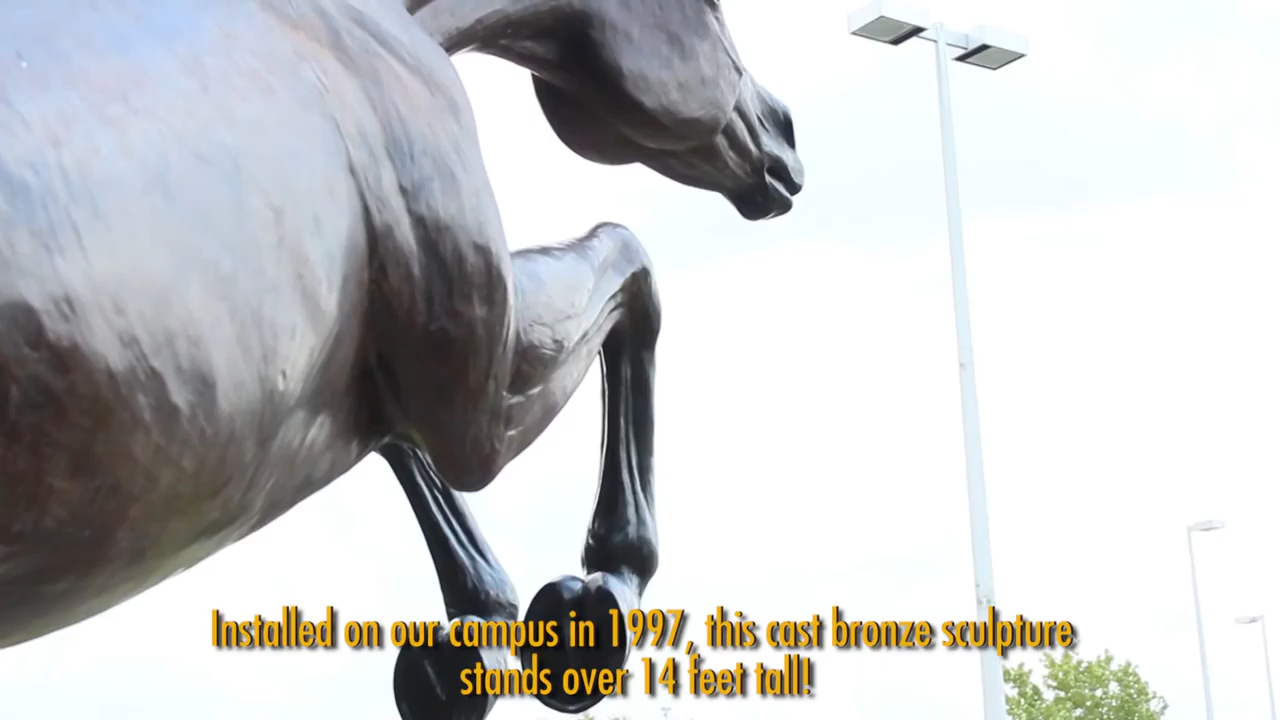 Installed on our campus in 1997, this cast bronze sculpture
stands over 14 feet tall!